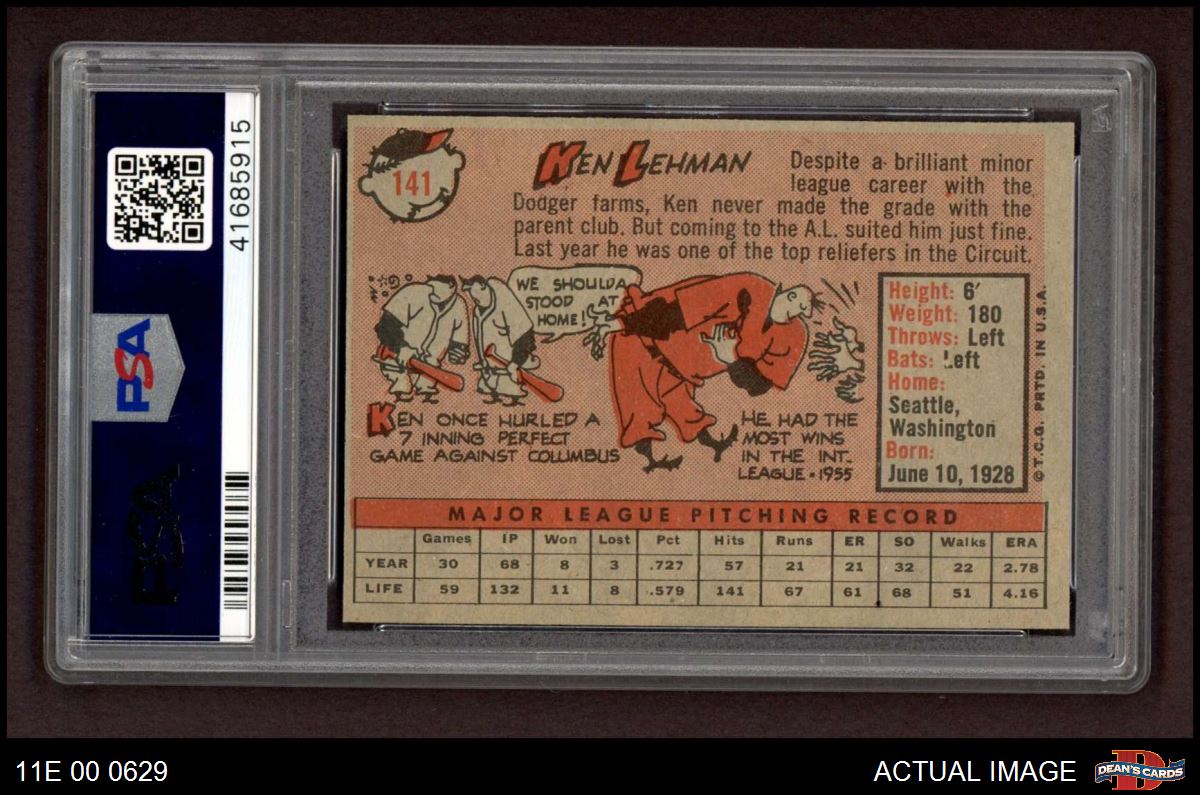 41685915
PSA
PSA
141
KEN LEHMAN
Despite a brilliant minor
league career with the
Dodger farms, Ken never made the grade with the
parent club. But coming to the A.L. suited him just fine.
Last year he was one of the top reliefers in the Circuit.
WE SHOULDA
STOOD AT
HOME!
KEN ONCE HURLED A
7 INNING PERFECT
GAME AGAINST COLUMBUS
HE HAD THE
MOST WINS
IN THE INT.
LEAGUE • 1955
Height: 6'
Weight: 180
Throws: Left
Bats: Left
Home:
Seattle,
Washington
Born:
June 10, 1928
© T.C.G. PRTD. IN U.S.A.
MAJOR LEAGUE PITCHING RECORD
Games IP Won Lost Pct Hits Runs ER SO Walks ERA
YEAR 30 68 8 3 .727 57 21 21 32 22 2.78
LIFE 59 132 11 8 .579 141 67 61 68 51 4.16
11E 00 0629
ACTUAL IMAGE
D
DEAN'S CARDS